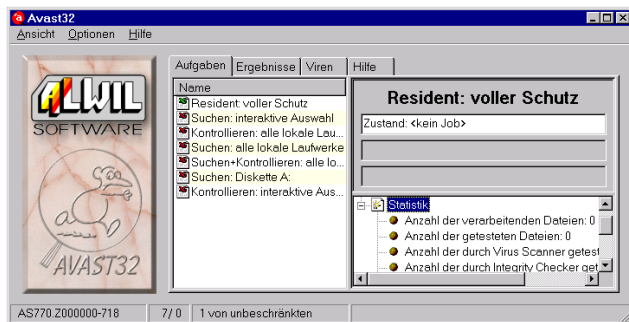 Avast32
Ansicht Optionen Hilfe
Aufgaben Ergebnisse Viren Hilfe
ALWIL
SOFTWARE
AVAST32
Name
Resident: voller Schutz
Suchen: interaktive Auswahl
Kontrollieren: alle lokale Lau...
Suchen: alle lokale Laufwerke
Suchen+Kontrollieren: alle lo...
Suchen: Diskette A:
Kontrollieren: interaktive Aus...
Resident: voller Schutz
Zustand: <kein Job>
Statistik
Anzahl der verarbeitenden Dateien: 0
Anzahl der getesteten Dateien: 0
Anzahl der durch Virus Scanner getest
Anzahl der durch Integrity Checker get
AS770.Z000000-718 7/ 0 1 von unbeschränkten